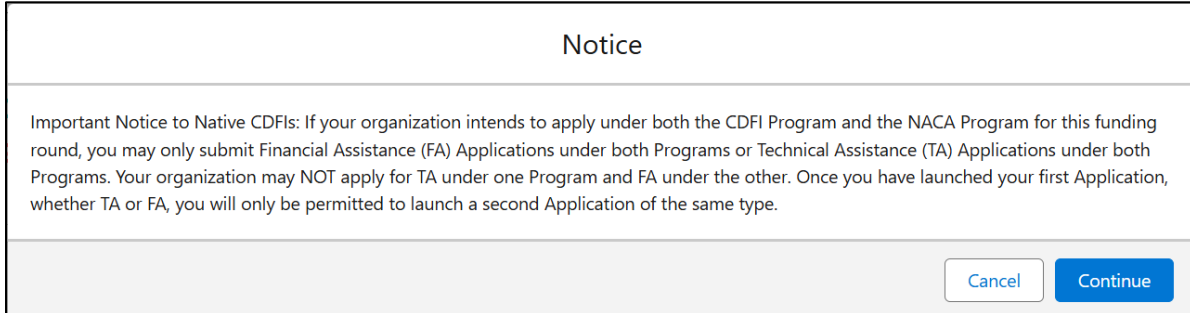 Notice
Important Notice to Native CDFIs: If your organization intends to apply under both the CDFI Program and the NACA Program for this funding
round, you may only submit Financial Assistance (FA) Applications under both Programs or Technical Assistance (TA) Applications under both
Programs. Your organization may NOT apply for TA under one Program and FA under the other. Once you have launched your first Application,
whether TA or FA, you will only be permitted to launch a second Application of the same type.
Cancel Continue